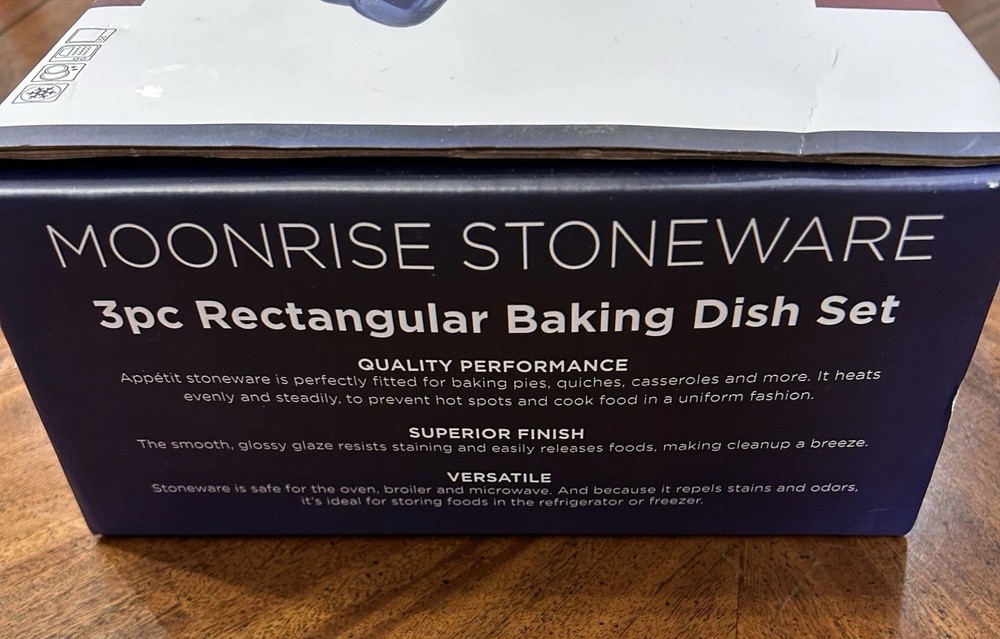 MOONRISE STONEWARE
3pc Rectangular Baking Dish Set
QUALITY PERFORMANCE
Appétit stoneware is perfectly fitted for baking pies, quiches, casseroles and more. It heats
evenly and steadily, to prevent hot spots and cook food in a uniform fashion.
SUPERIOR FINISH
The smooth, glossy glaze resists staining and easily releases foods, making cleanup a breeze.
VERSATILE
Stoneware is safe for the oven, broiler and microwave. And because it repels stains and odors,
it's ideal for storing foods in the refrigerator or freezer.